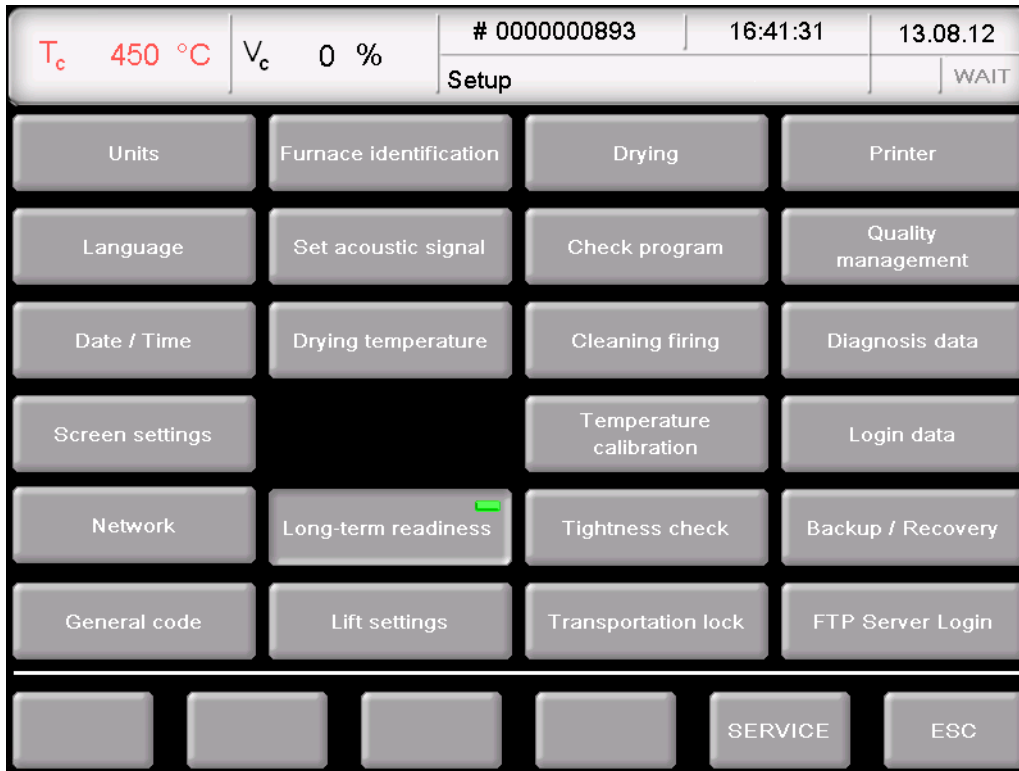 Tc 450 °C
Vc 0 %
# 0000000893
16:41:31
13.08.12
Setup
WAIT
Units
Furnace identification
Drying
Printer
Language
Set acoustic signal
Check program
Quality
management
Date / Time
Drying temperature
Cleaning firing
Diagnosis data
Screen settings
Temperature
calibration
Login data
Network
Long-term readiness
Tightness check
Backup / Recovery
General code
Lift settings
Transportation lock
FTP Server Login
SERVICE
ESC